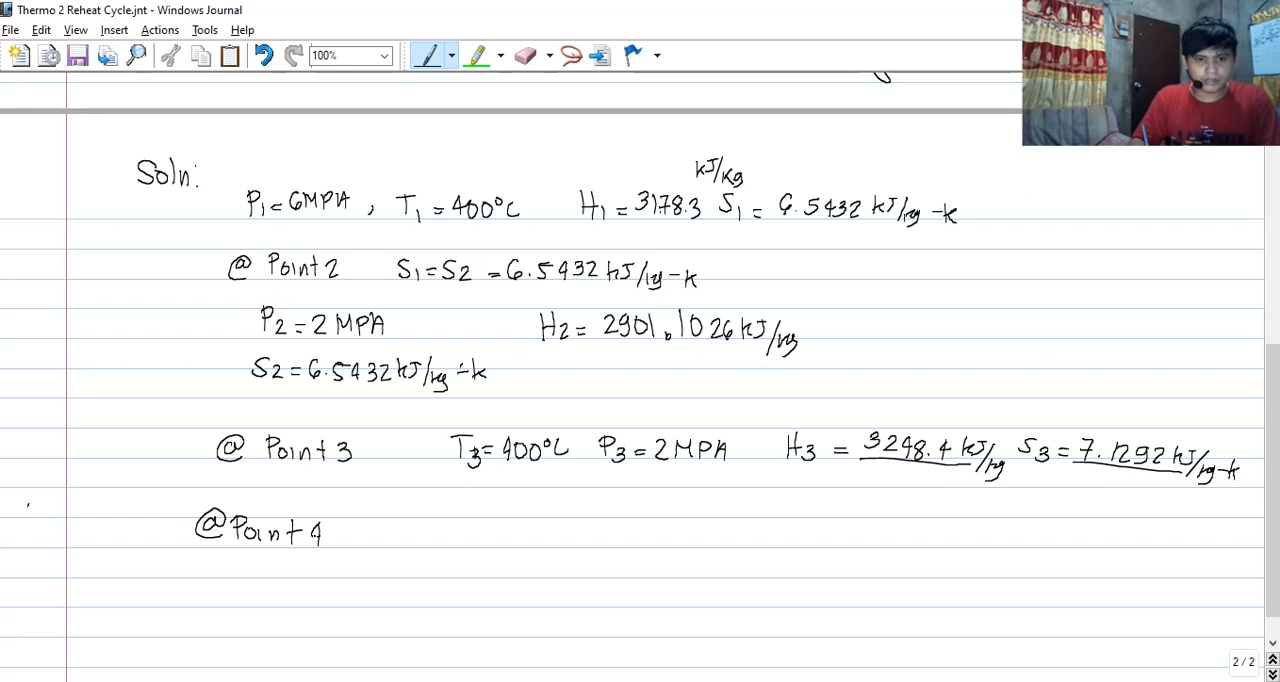 Thermo 2 Reheat Cycle.jnt - Windows Journal
File Edit View Insert Actions Tools Help
100%
Soln:
kJ/kg
P1 = 6MPA , T1 = 400°C H1 = 3178.3 S1 = 6.5432 kJ/kg-K
@ Point 2 S1 = S2 = 6.5432 kJ/kg-K
P2 = 2 MPA H2 = 2901.1026 kJ/kg
S2 = 6.5432 kJ/kg-K
@ Point 3 T3 = 400°C P3 = 2 MPA H3 = 3248.4 kJ/kg S3 = 7.1292 kJ/kg-K
@ Point 4
2 / 2